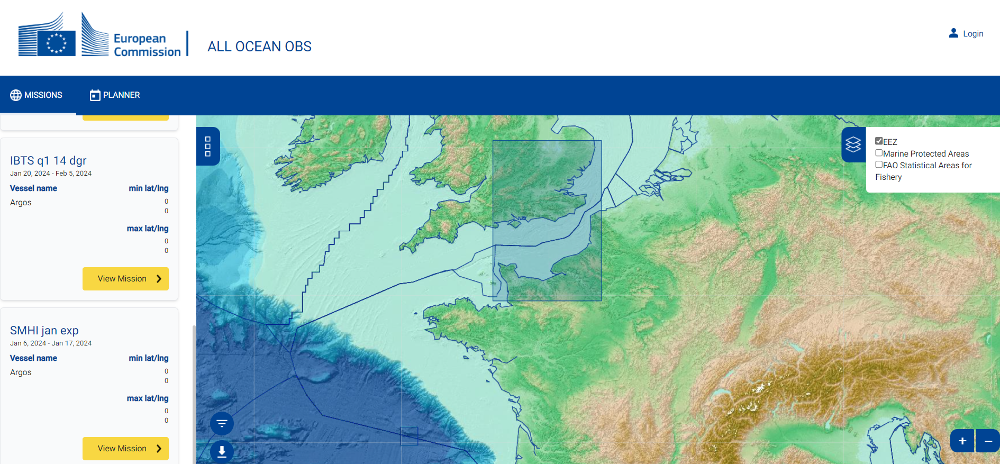 European
Commission
ALL OCEAN OBS
Login
MISSIONS
PLANNER
IBTS q1 14 dgr
Jan 20, 2024 - Feb 5, 2024
Vessel name
min lat/lng
Argos
0
0
max lat/lng
0
0
View Mission
SMHI jan exp
Jan 6, 2024 - Jan 17, 2024
Vessel name
min lat/lng
Argos
0
0
max lat/lng
0
0
View Mission
EEZ
Marine Protected Areas
FAO Statistical Areas for
Fishery
+
−